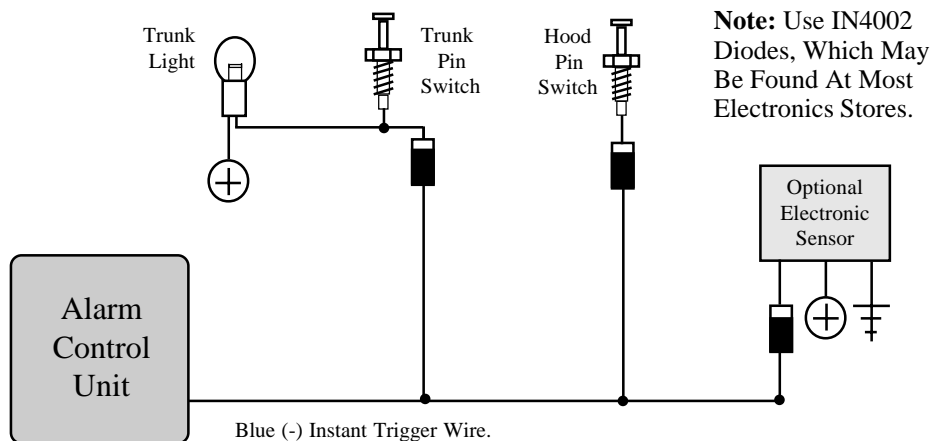 Trunk
Light
Trunk
Pin
Switch
Hood
Pin
Switch
Note: Use IN4002
Diodes, Which May
Be Found At Most
Electronics Stores.
Optional
Electronic
Sensor
Alarm
Control
Unit
Blue (-) Instant Trigger Wire.